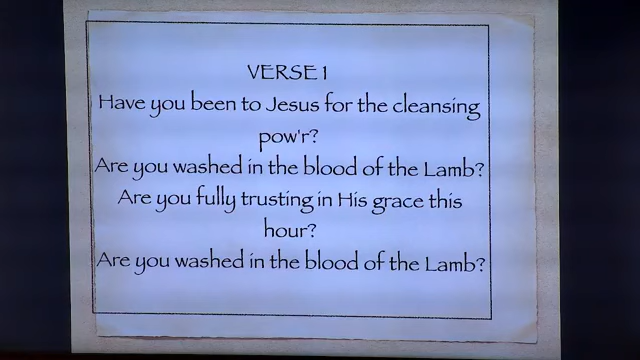 VERSE 1
Have you been to Jesus for the cleansing
pow'r?
Are you washed in the blood of the Lamb?
Are you fully trusting in His grace this
hour?
Are you washed in the blood of the Lamb?